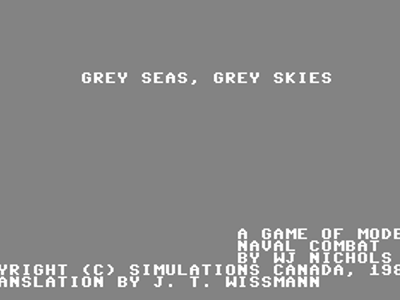 GREY SEAS, GREY SKIES
A GAME OF MODE
NAVAL COMBAT
BY WJ NICHOLS
YRIGHT (C) SIMULATIONS CANADA, 198
ANSLATION BY J. T. WISSMANN